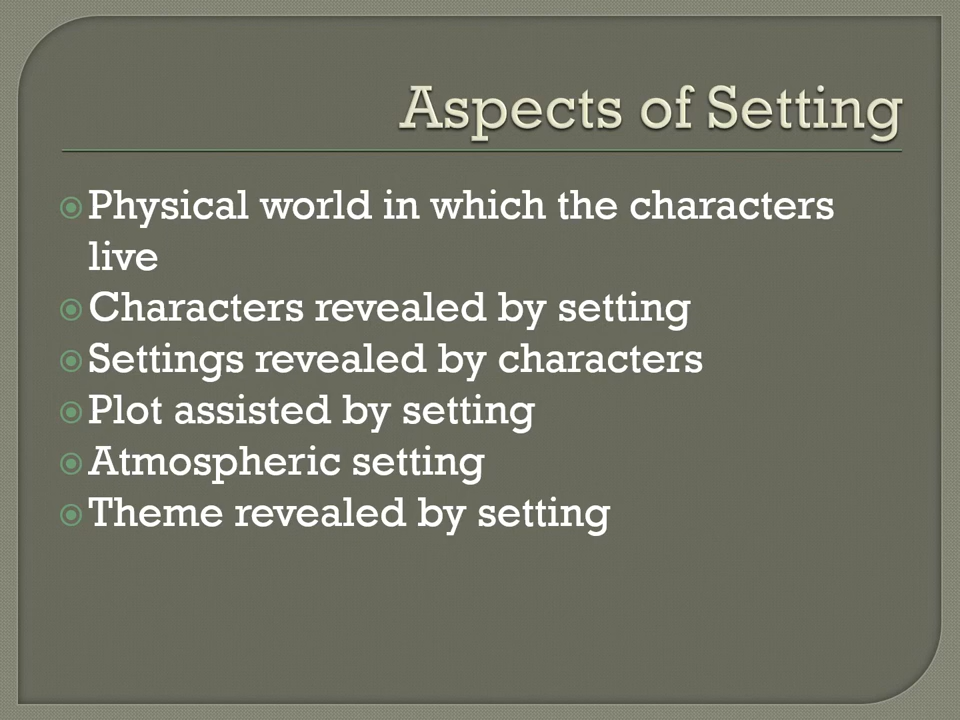 Aspects of Setting
Physical world in which the characters
live
Characters revealed by setting
Settings revealed by characters
Plot assisted by setting
Atmospheric setting
Theme revealed by setting